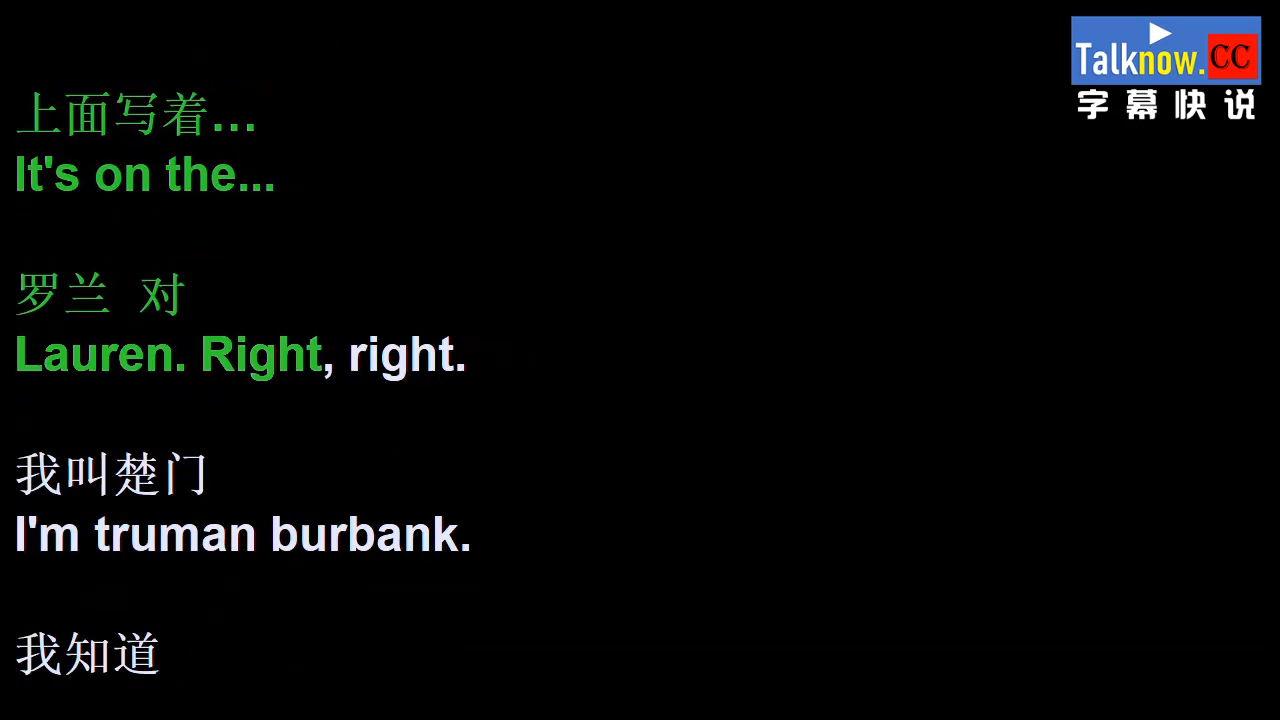 Talknow.CC
字幕快说
上面写着…
It's on the...
罗兰 对
Lauren. Right, right.
我叫楚门
I'm truman burbank.
我知道